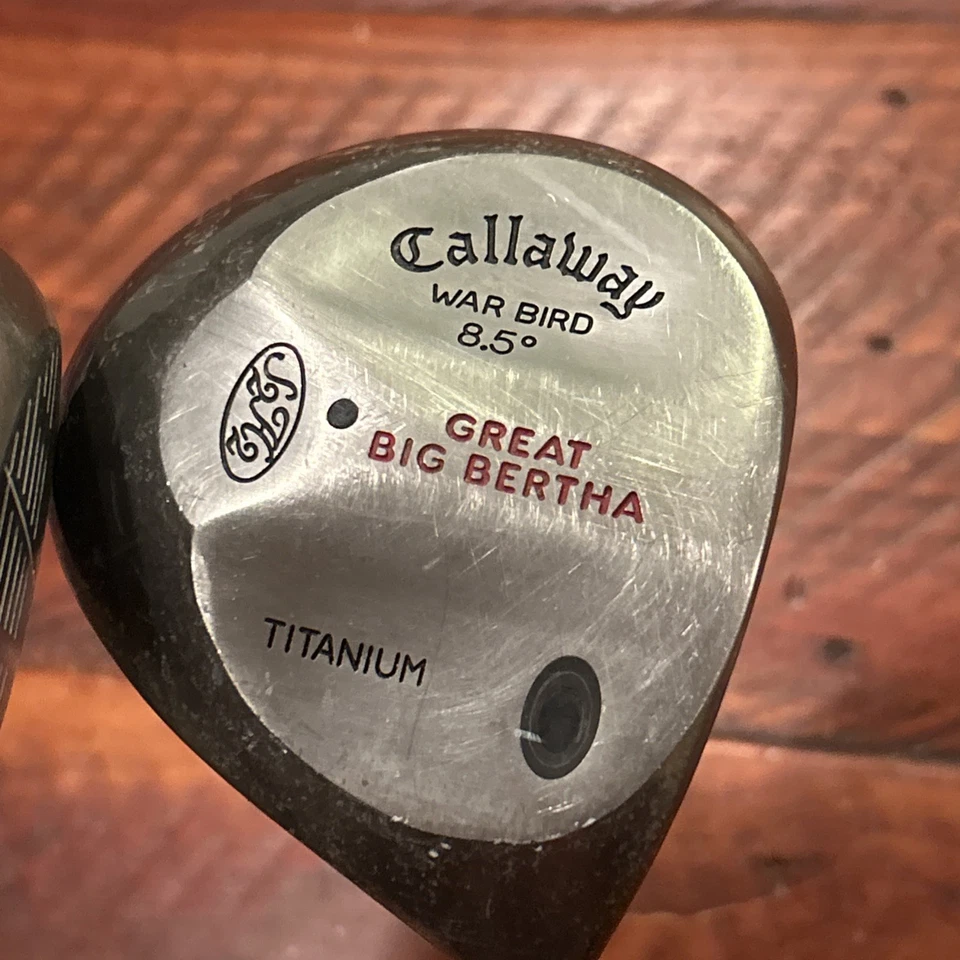 Callaway
WAR BIRD
8.5°
GREAT
BIG BERTHA
TITANIUM